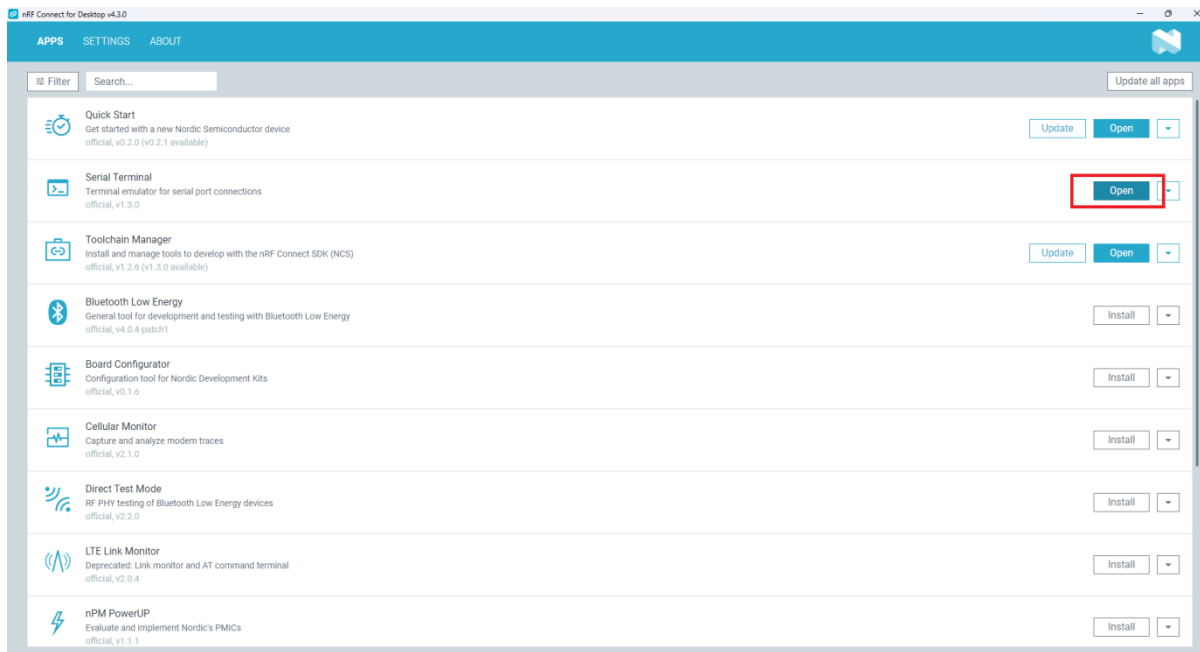 nRF Connect for Desktop v4.3.0
APPS SETTINGS ABOUT
Filter Search... Update all apps
Quick Start
Get started with a new Nordic Semiconductor device Update Open
official, v0.2.0 (v0.2.1 available)
Serial Terminal
Terminal emulator for serial port connections Open
official, v1.3.0
Toolchain Manager
Install and manage tools to develop with the nRF Connect SDK (NCS) Update Open
official, v1.2.6 (v1.3.0 available)
Bluetooth Low Energy
General tool for development and testing with Bluetooth Low Energy Install
official, v4.0.4-patch1
Board Configurator
Configuration tool for Nordic Development Kits Install
official, v0.1.6
Cellular Monitor
Capture and analyze modem traces Install
official, v2.1.0
Direct Test Mode
RF PHY testing of Bluetooth Low Energy devices Install
official, v2.2.0
LTE Link Monitor
Deprecated: Link monitor and AT command terminal Install
official, v2.0.4
nPM PowerUP
Evaluate and implement Nordic's PMICs Install
official, v1.1.1